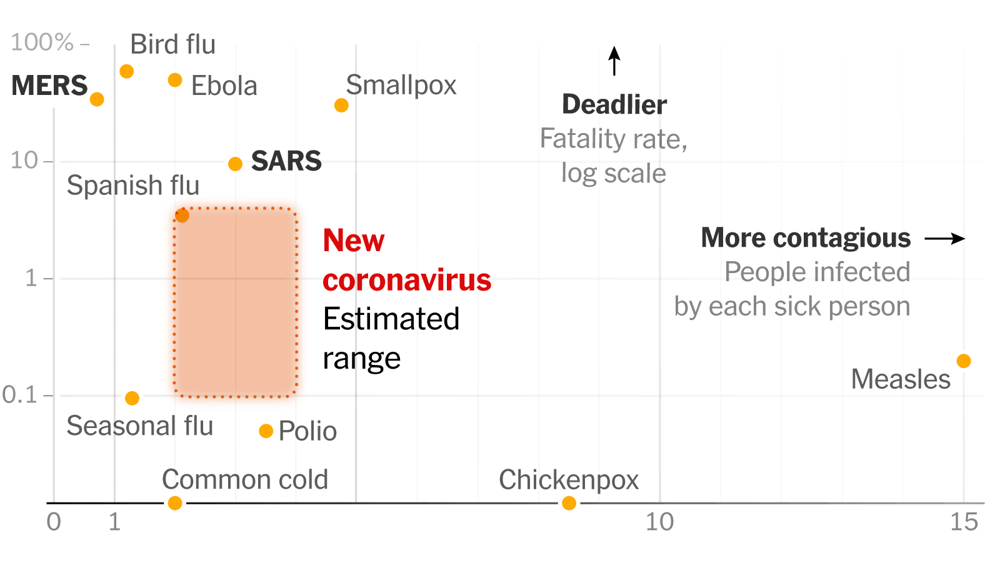 100%
Bird flu
MERS
Ebola
Smallpox
Deadlier
Fatality rate,
log scale
10
SARS
Spanish flu
New
coronavirus
Estimated
range
More contagious
People infected
by each sick person
1
Measles
0.1
Seasonal flu
Polio
Common cold
Chickenpox
0 1 10 15